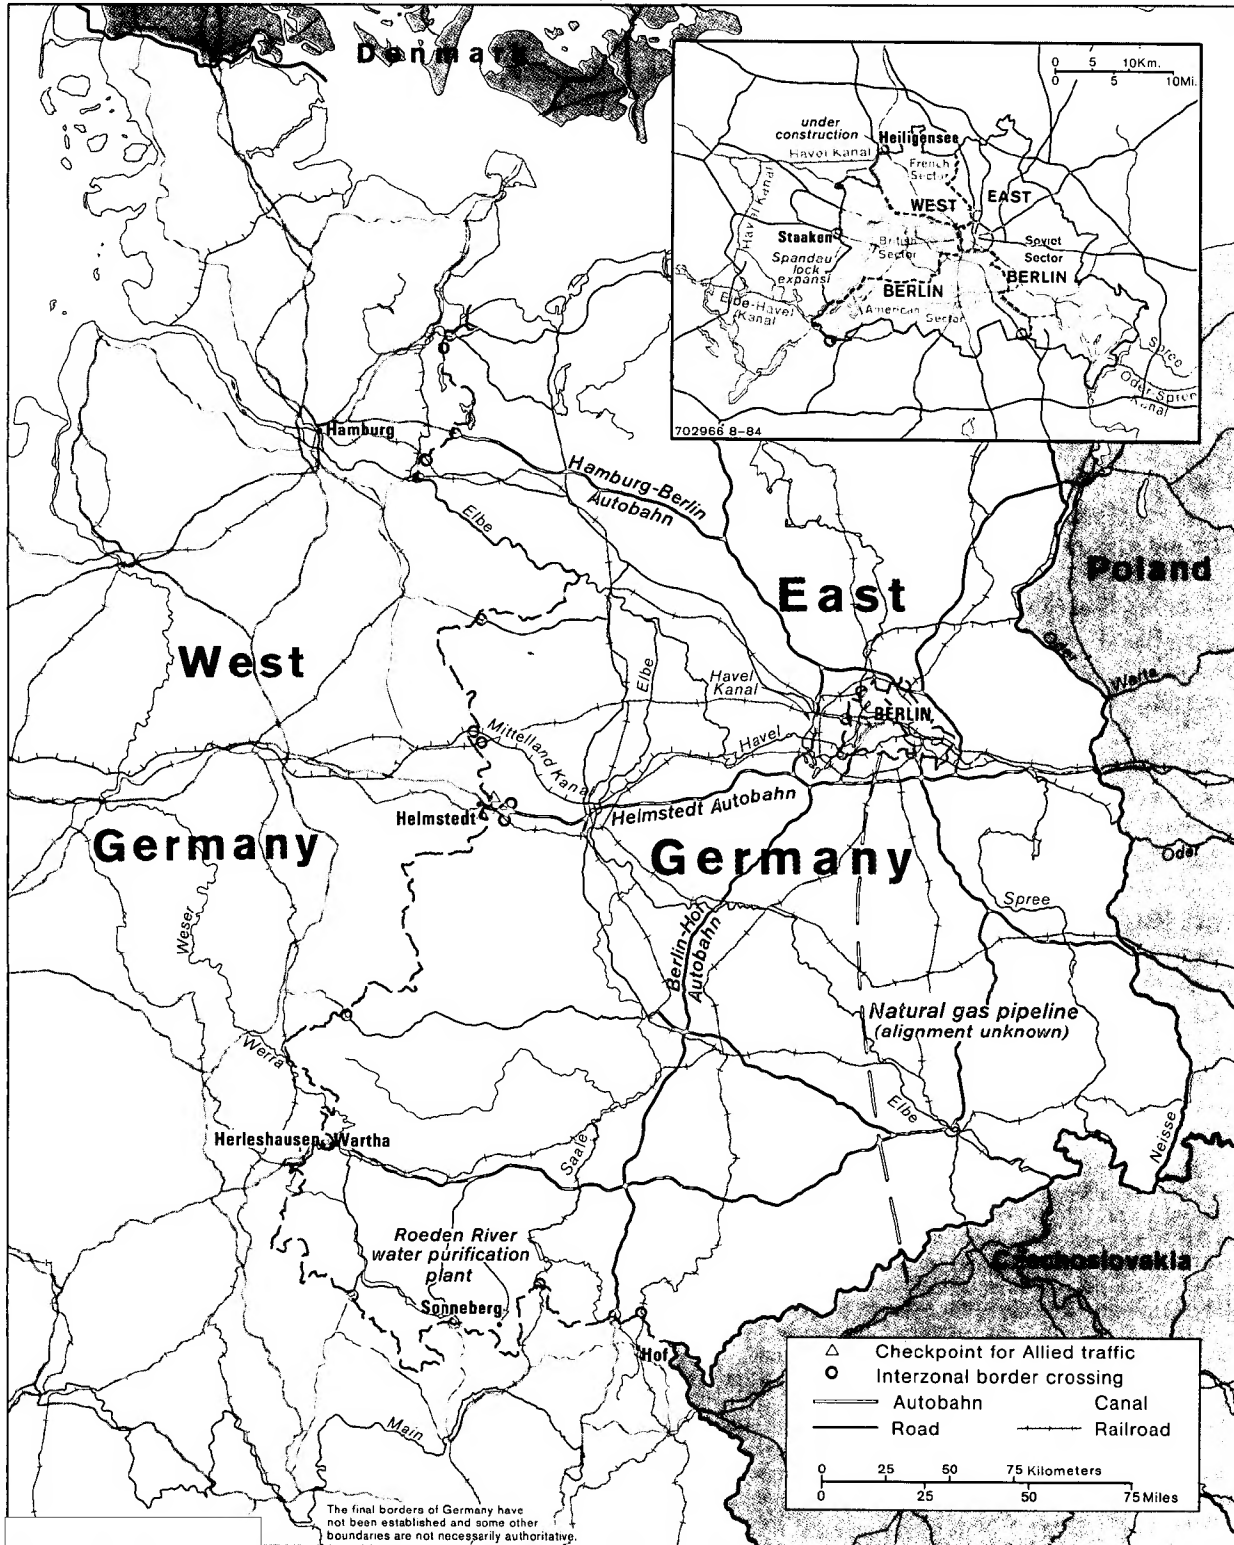 Denmark
0 5 10Km.
0 5 10Mi.
under
construction
Heiligensee
Havel Kanal
French
Sector
Havel Kanal
WEST
EAST
Staaken
British
Sector
Soviet
Sector
Spandau
lock
expansi
BERLIN
BERLIN
Elbe-Havel
Kanal
American Sector
Spree
Oder-Spree
Kanal
702966 8-84
Hamburg
Hamburg-Berlin
Autobahn
Elbe
East
Poland
Oder
Warta
West
Elbe
Havel
Kanal
BERLIN
Mittelland Kanal
Havel
Helmstedt
Helmstedt Autobahn
Germany
Germany
Oder
Weser
Spree
Berlin-Hof
Autobahn
Natural gas pipeline
(alignment unknown)
Werra
Elbe
Herleshausen
Wartha
Saale
Neisse
Roeden River
water purification
plant
Czechoslovakia
Sonneberg
Hof
Main
Checkpoint for Allied traffic
Interzonal border crossing
Autobahn
Canal
Road
Railroad
0 25 50 75 Kilometers
0 25 50 75 Miles
The final borders of Germany have
not been established and some other
boundaries are not necessarily authoritative.